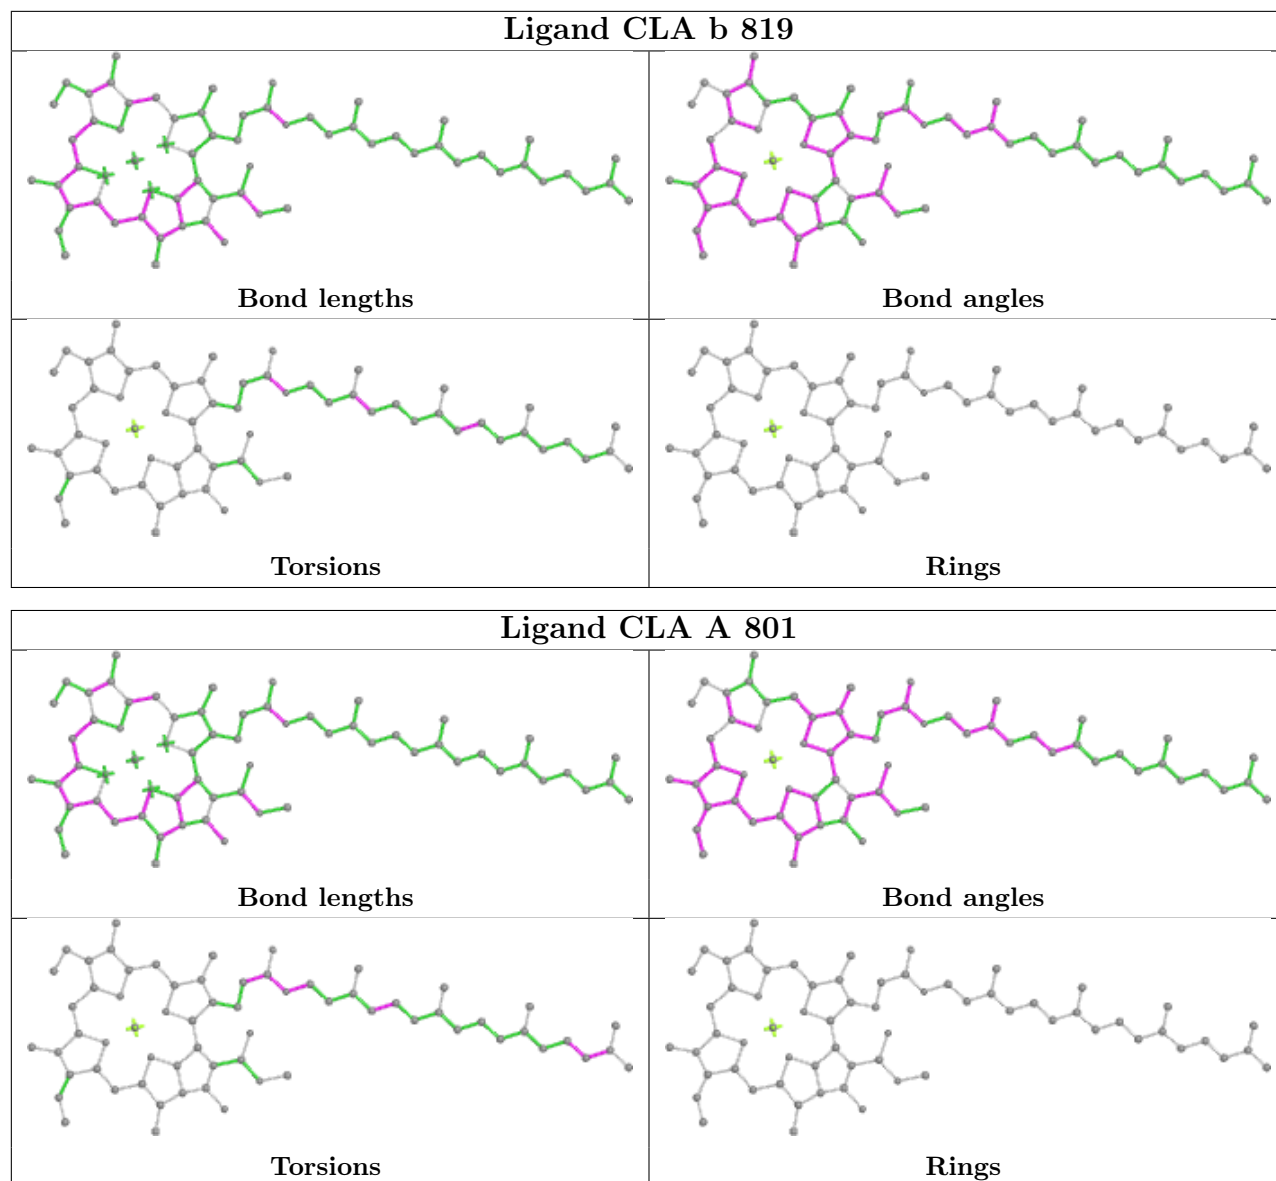 Ligand CLA b 819
Bond lengths
Bond angles
Torsions
Rings
Ligand CLA A 801
Bond lengths
Bond angles
Torsions
Rings